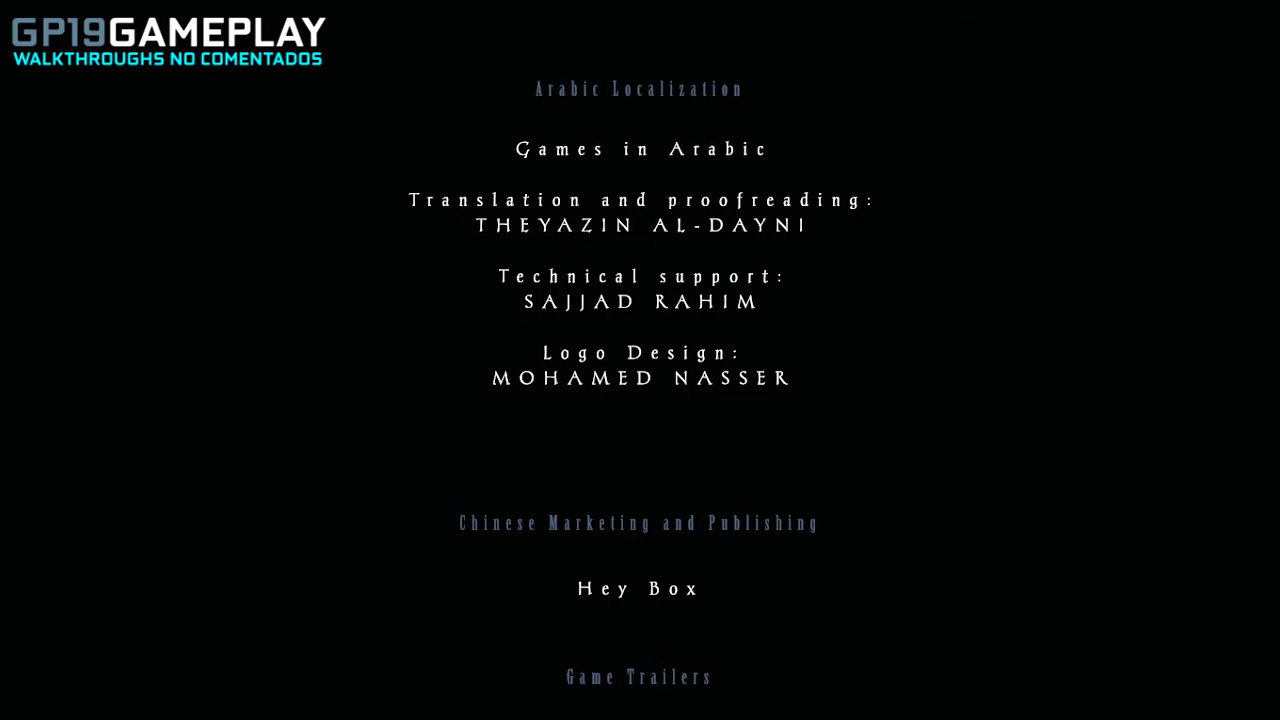 GP19GAMEPLAY
WALKTHROUGHS NO COMENTADOS
Arabic Localization
Games in Arabic
Translation and proofreading:
THEYAZIN AL-DAYNI
Technical support:
SAJJAD RAHIM
Logo Design:
MOHAMED NASSER
Chinese Marketing and Publishing
Hey Box
Game Trailers